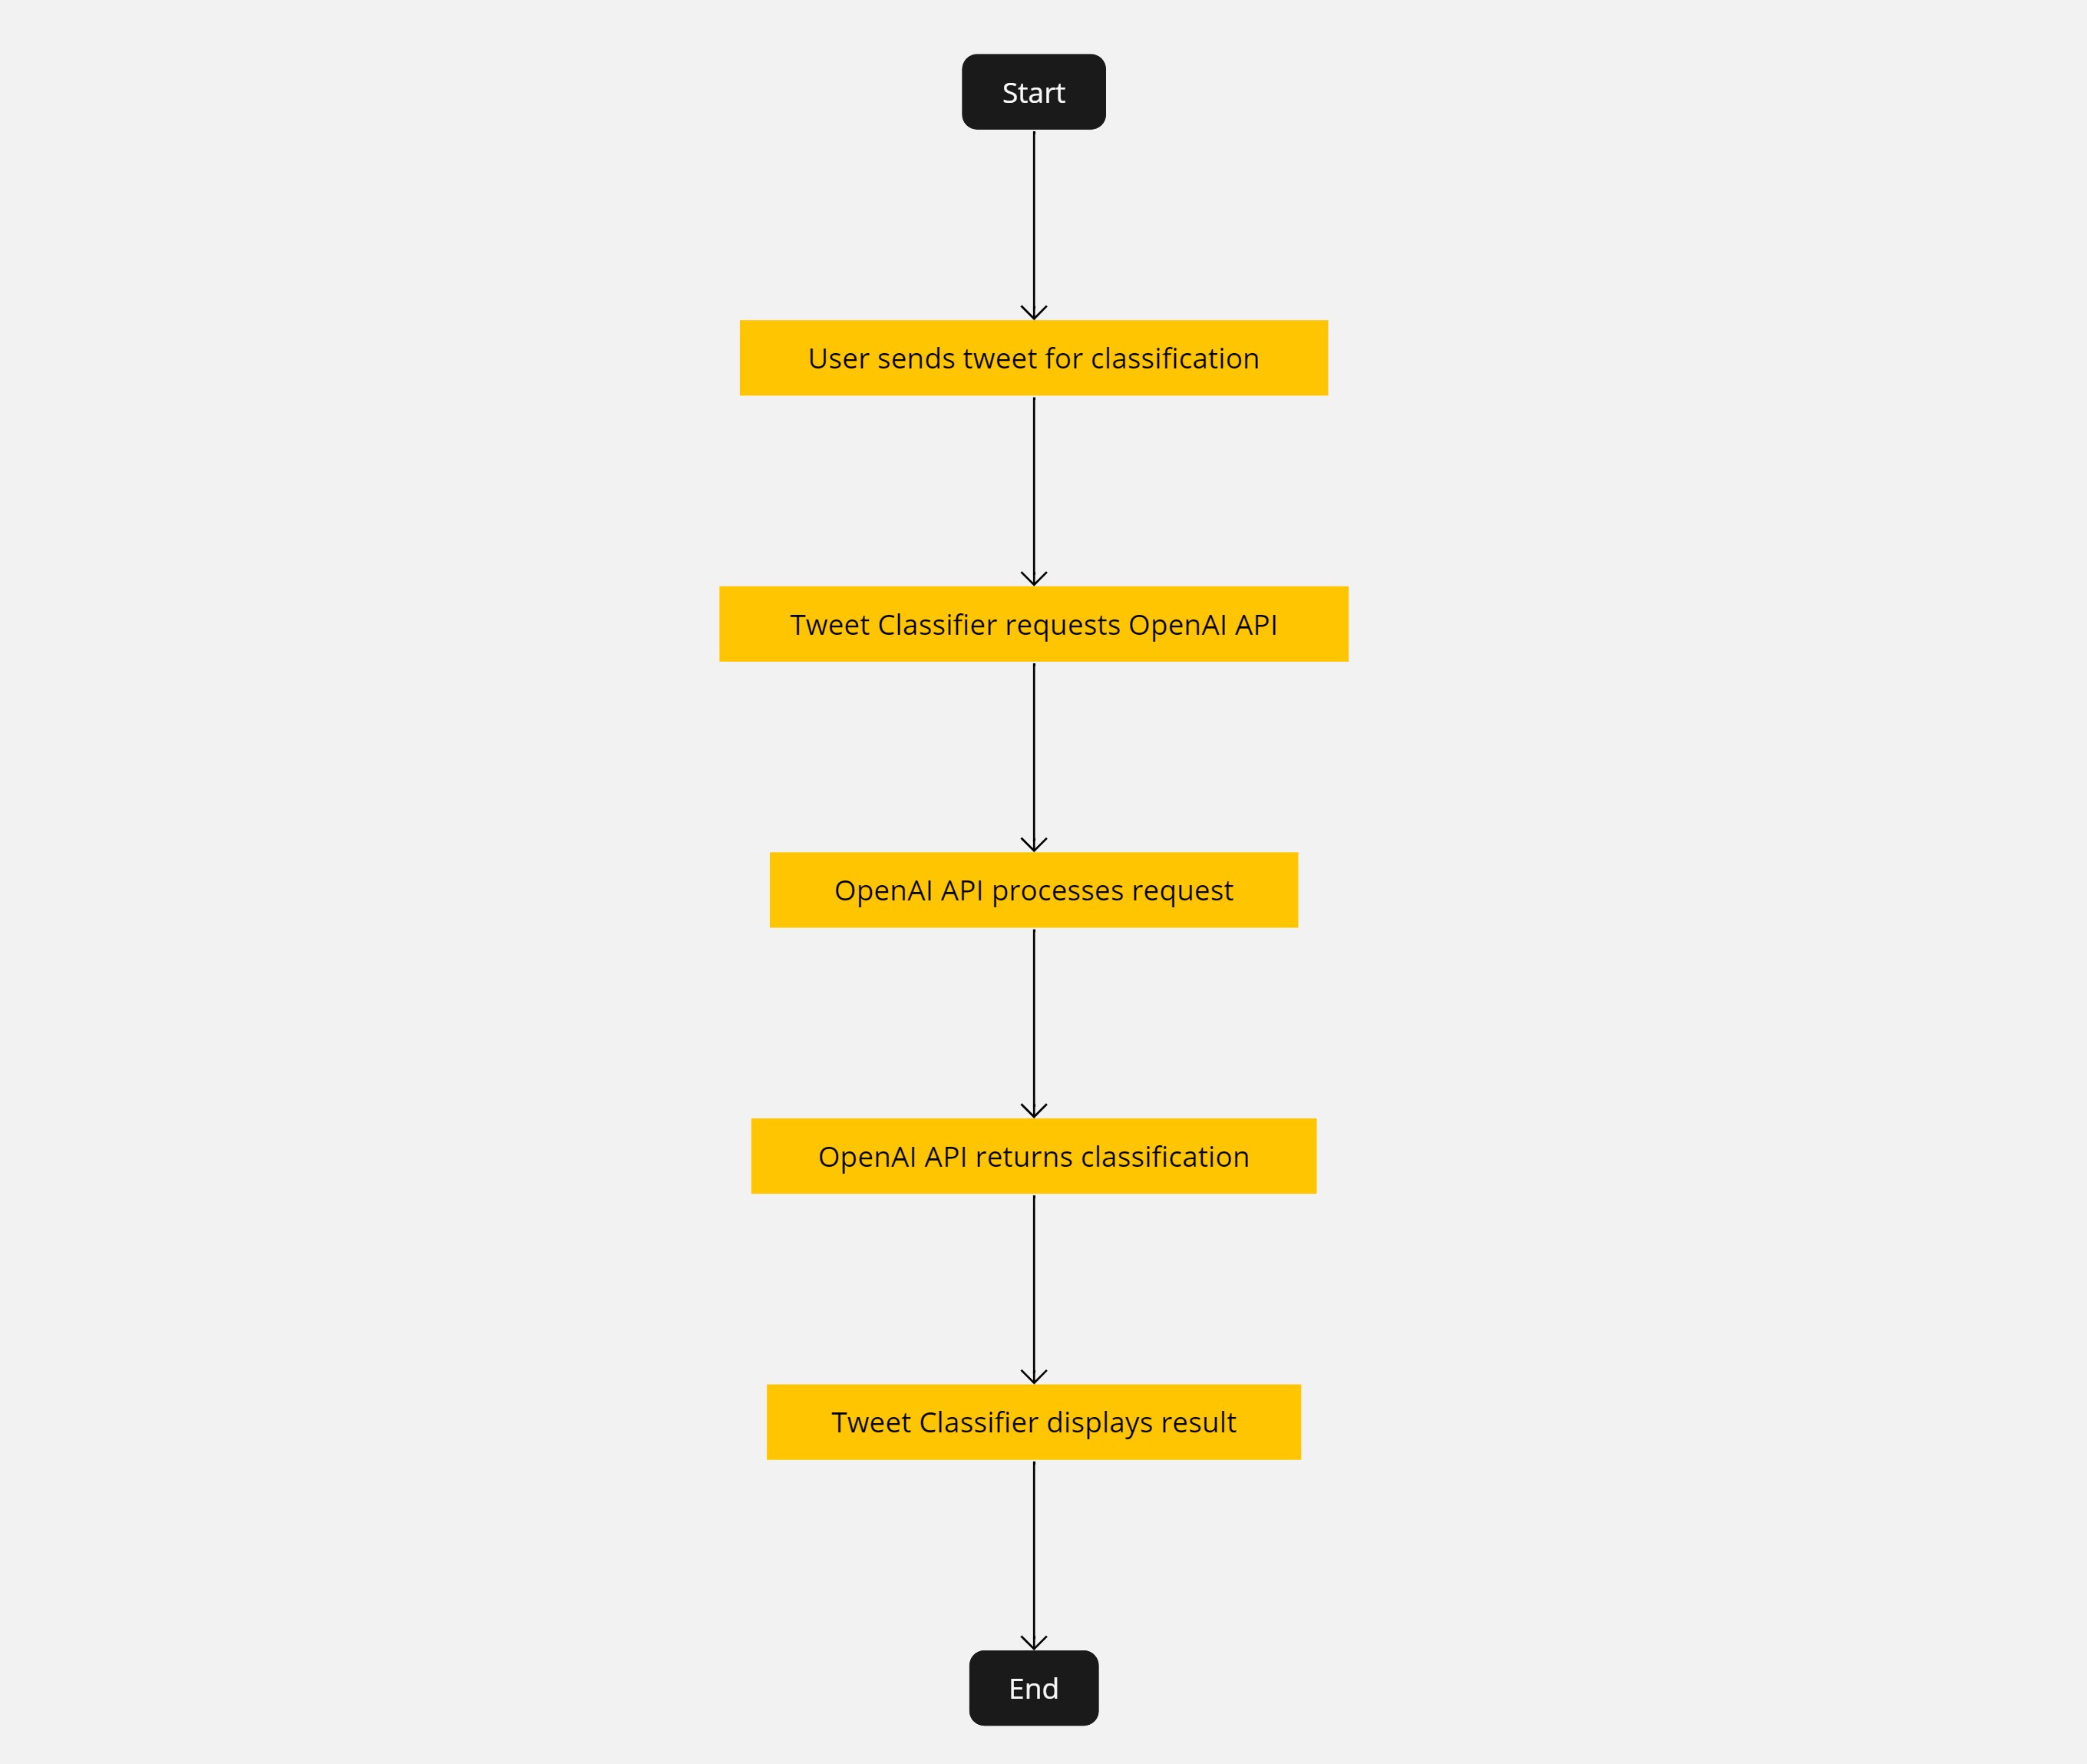 Start
User sends tweet for classification
Tweet Classifier requests OpenAI API
OpenAI API processes request
OpenAI API returns classification
Tweet Classifier displays result
End